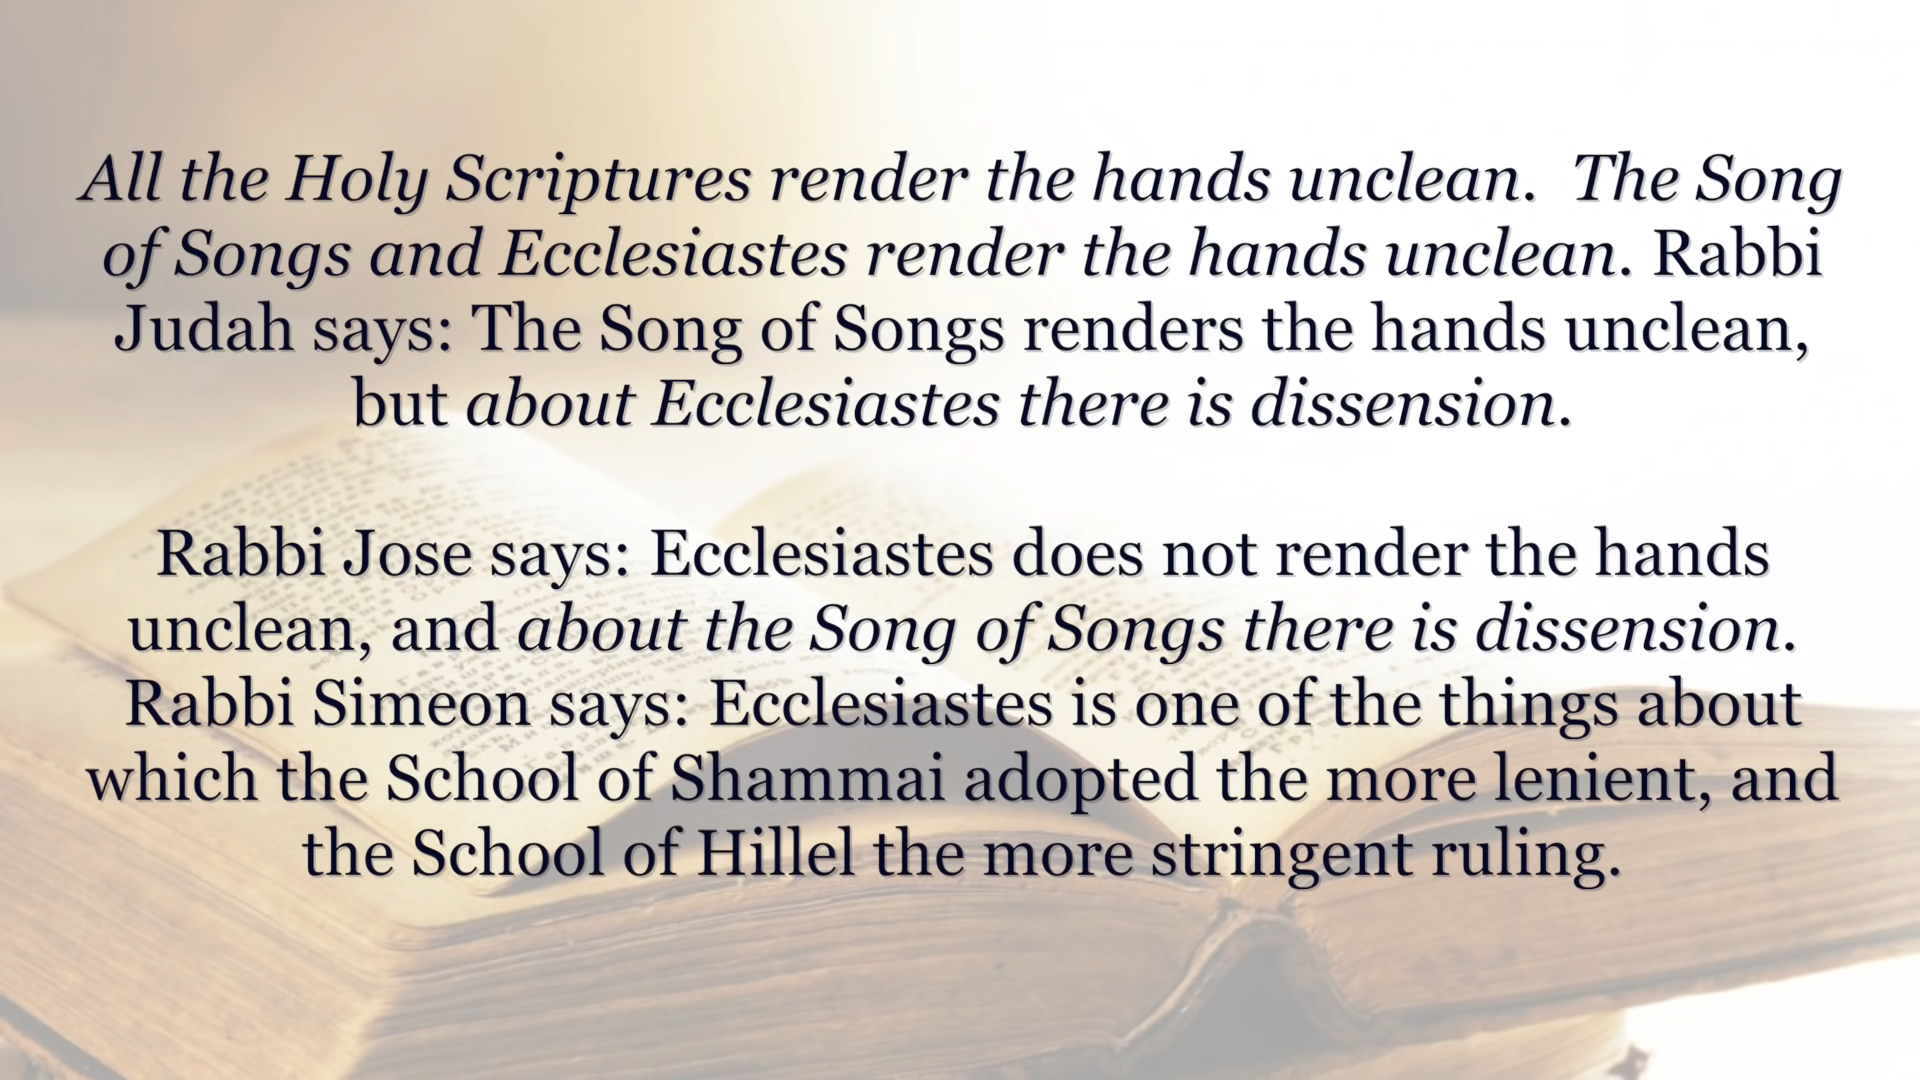 All the Holy Scriptures render the hands unclean.  The Song
of Songs and Ecclesiastes render the hands unclean. Rabbi
Judah says: The Song of Songs renders the hands unclean,
but about Ecclesiastes there is dissension.
Rabbi Jose says: Ecclesiastes does not render the hands
unclean, and about the Song of Songs there is dissension.
Rabbi Simeon says: Ecclesiastes is one of the things about
which the School of Shammai adopted the more lenient, and
the School of Hillel the more stringent ruling.